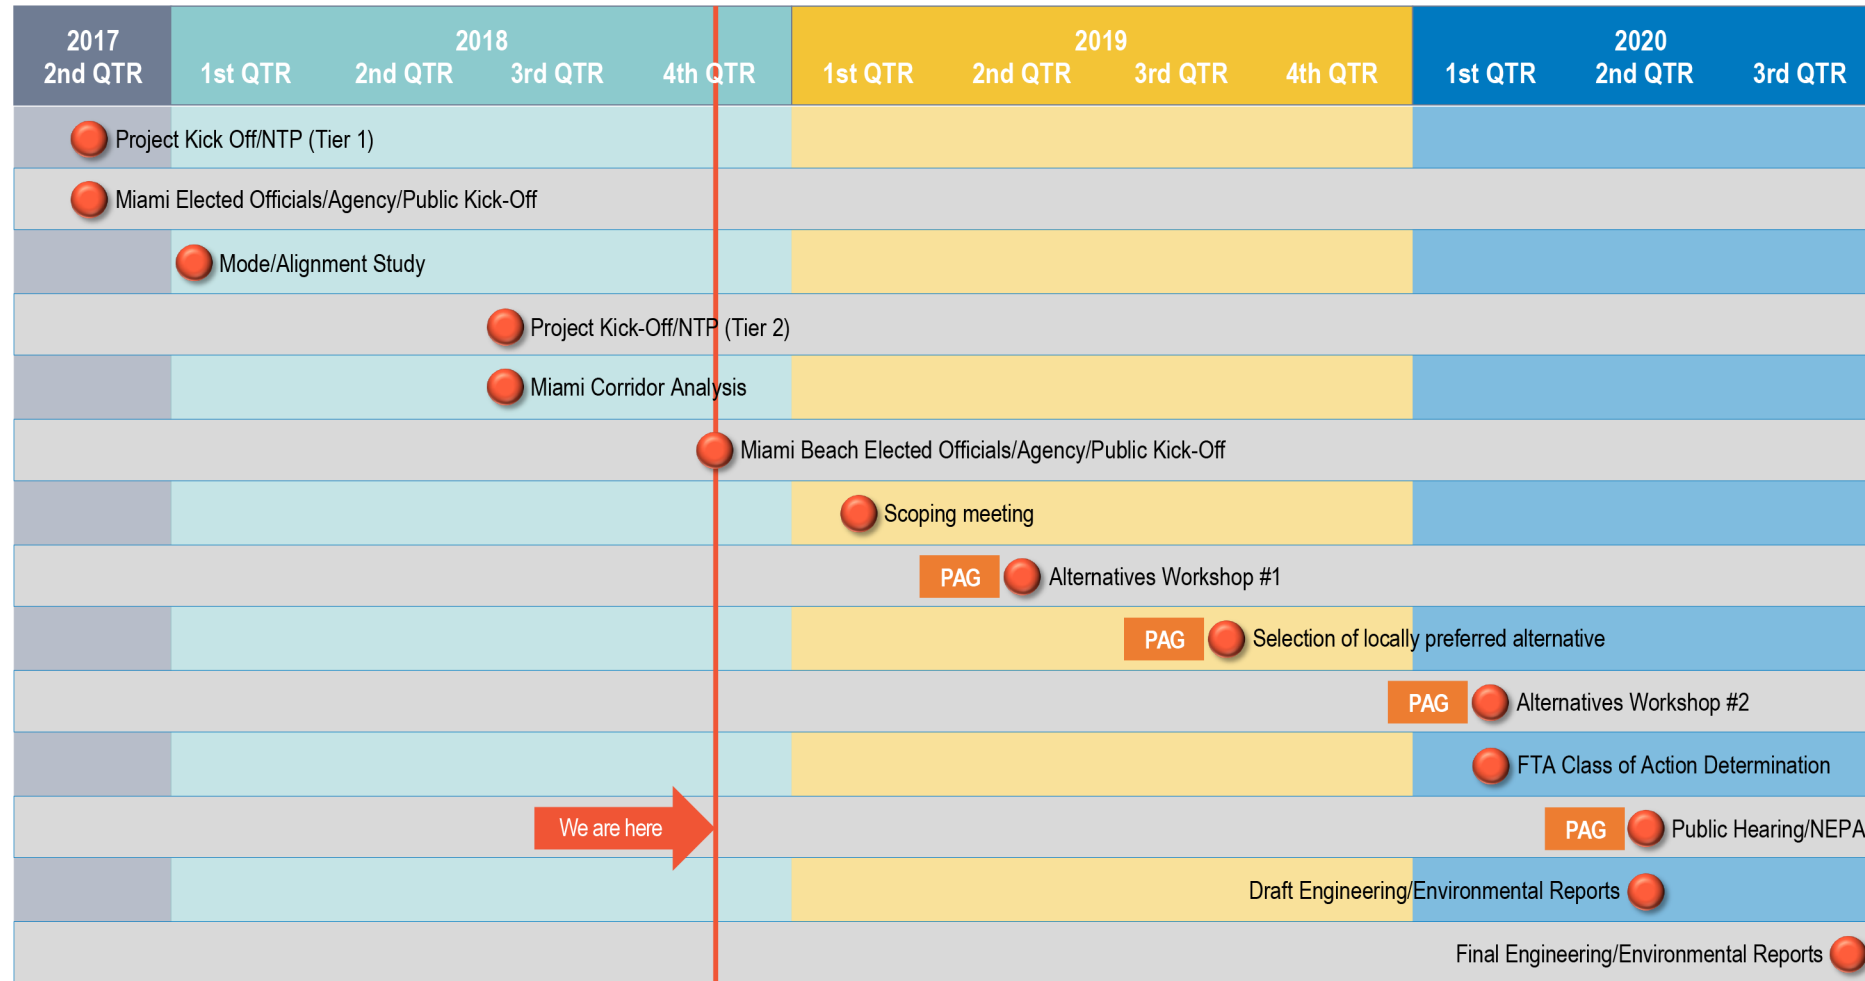 2017
2018
2019
2020
2nd QTR
1st QTR
2nd QTR
3rd QTR
4th QTR
1st QTR
2nd QTR
3rd QTR
4th QTR
1st QTR
2nd QTR
3rd QTR
Project Kick Off/NTP (Tier 1)
Miami Elected Officials/Agency/Public Kick-Off
Mode/Alignment Study
Project Kick-Off/NTP (Tier 2)
Miami Corridor Analysis
Miami Beach Elected Officials/Agency/Public Kick-Off
Scoping meeting
PAG
Alternatives Workshop #1
PAG
Selection of locally preferred alternative
PAG
Alternatives Workshop #2
FTA Class of Action Determination
We are here
PAG
Public Hearing/NEPA
Draft Engineering/Environmental Reports
Final Engineering/Environmental Reports